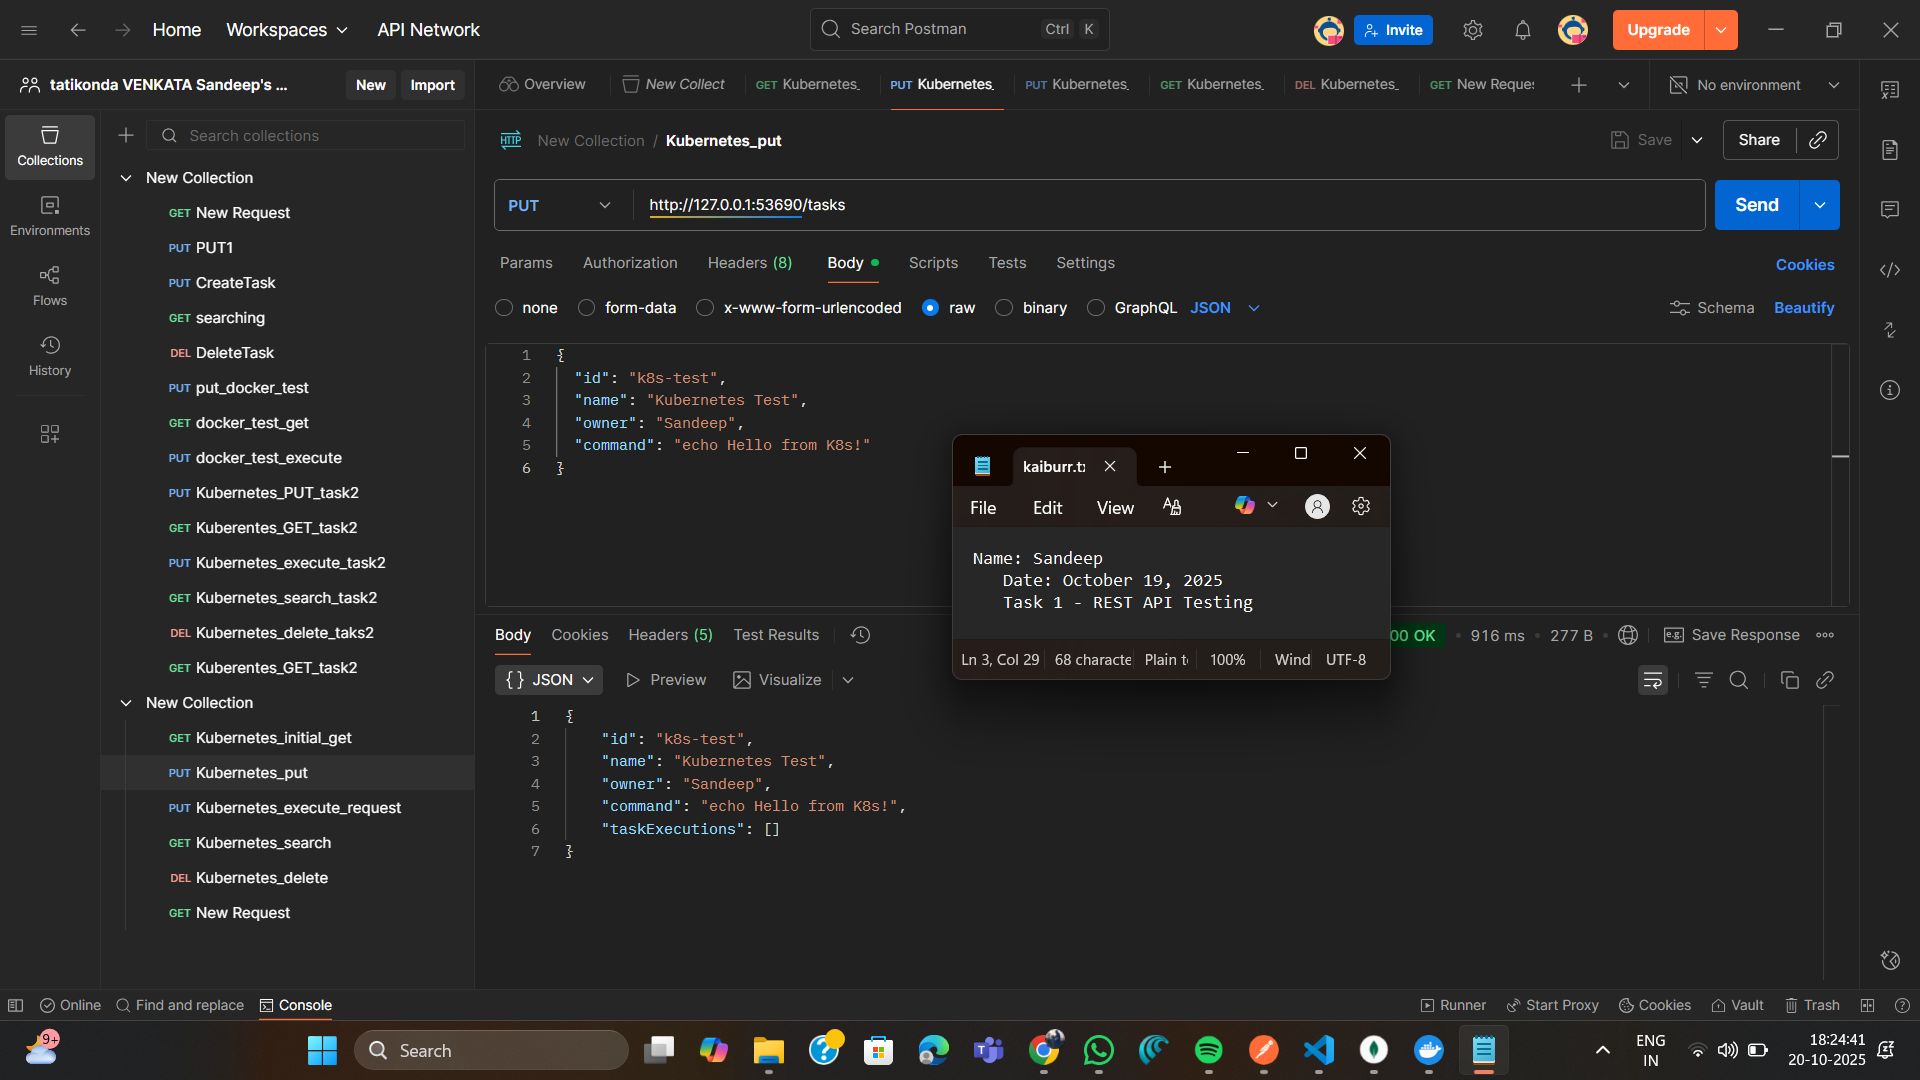 Home
Workspaces
API Network
Search Postman
Ctrl
K
Invite
Upgrade
tatikonda VENKATA Sandeep's ...
New
Import
Overview
New Collect
GET Kubernetes_
PUT Kubernetes_
PUT Kubernetes_
GET Kubernetes_
DEL Kubernetes_
GET New Reques
No environment
Collections
Environments
Flows
History
Search collections
New Collection
GET New Request
PUT PUT1
PUT CreateTask
GET searching
DEL DeleteTask
PUT put_docker_test
GET docker_test_get
PUT docker_test_execute
PUT Kubernetes_PUT_task2
GET Kuberentes_GET_task2
PUT Kubernetes_execute_task2
GET Kubernetes_search_task2
DEL Kubernetes_delete_taks2
GET Kuberentes_GET_task2
New Collection
GET Kubernetes_initial_get
PUT Kubernetes_put
PUT Kubernetes_execute_request
GET Kubernetes_search
DEL Kubernetes_delete
GET New Request
HTTP New Collection / Kubernetes_put
Save
Share
PUT
http://127.0.0.1:53690/tasks
Send
Params
Authorization
Headers (8)
Body
Scripts
Tests
Settings
Cookies
none
form-data
x-www-form-urlencoded
raw
binary
GraphQL
JSON
Schema
Beautify
1 {
2 "id": "k8s-test",
3 "name": "Kubernetes Test",
4 "owner": "Sandeep",
5 "command": "echo Hello from K8s!"
6 }
kaiburr.t
File
Edit
View
Name: Sandeep
Date: October 19, 2025
Task 1 - REST API Testing
Ln 3, Col 29
68 characte
Plain t
100%
Wind
UTF-8
Body
Cookies
Headers (5)
Test Results
00 OK
916 ms
277 B
e.g. Save Response
{} JSON
Preview
Visualize
1 {
2 "id": "k8s-test",
3 "name": "Kubernetes Test",
4 "owner": "Sandeep",
5 "command": "echo Hello from K8s!",
6 "taskExecutions": []
7 }
Online
Find and replace
Console
Runner
Start Proxy
Cookies
Vault
Trash
9+
Search
ENG
IN
18:24:41
20-10-2025